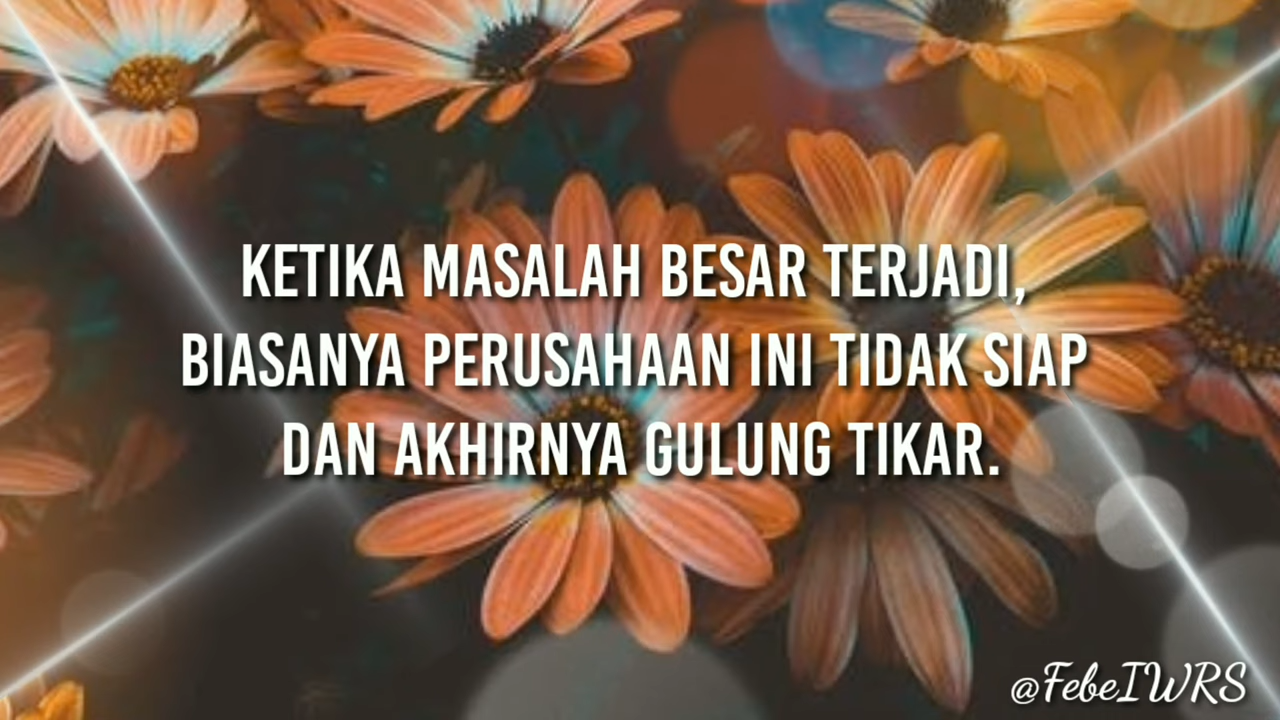 KETIKA MASALAH BESAR TERJADI,
BIASANYA PERUSAHAAN INI TIDAK SIAP
DAN AKHIRNYA GULUNG TIKAR.
@FebeIWRS